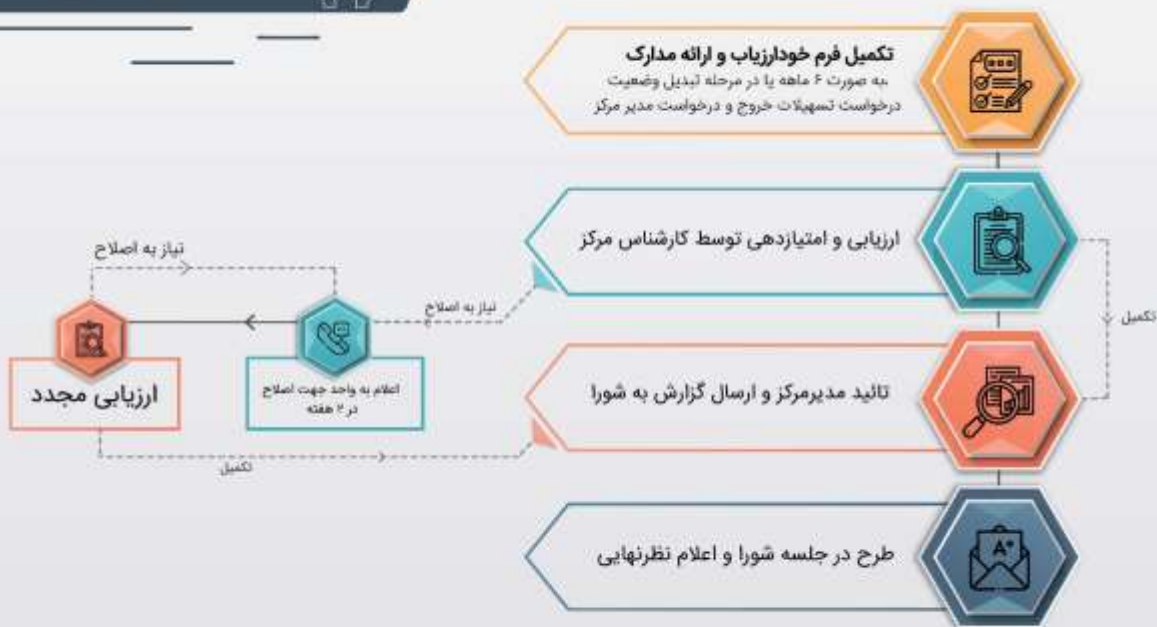 تکمیل فرم خودارزیاب و ارائه مدارک
به صورت ۶ ماهه یا در مرحله تبدیل وضعیت
درخواست تسهیلات خروج و درخواست مدیر مرکز
ارزیابی و امتیازدهی توسط کارشناس مرکز
نیاز به اصلاح
نیاز به اصلاح
تکمیل
اعلام به واحد جهت اصلاح
در ۲ هفته
ارزیابی مجدد
تائید مدیرمرکز و ارسال گزارش به شورا
تکمیل
طرح در جلسه شورا و اعلام نظرنهایی
A+